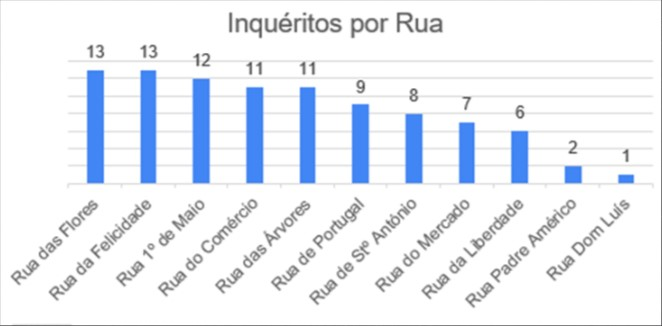 Inquéritos por Rua
13 13 12 11 11 9 8 7 6 2 1
Rua das Flores
Rua da Felicidade
Rua 1º de Maio
Rua do Comércio
Rua das Árvores
Rua de Portugal
Rua de Stº António
Rua do Mercado
Rua da Liberdade
Rua Padre Américo
Rua Dom Luís